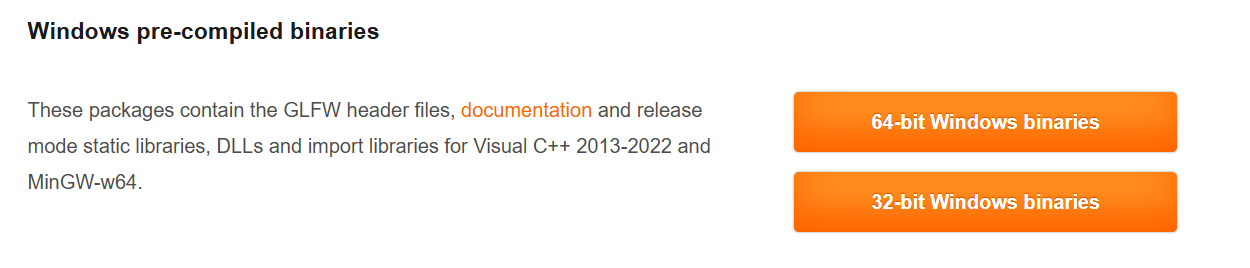 Windows pre-compiled binaries
These packages contain the GLFW header files, documentation and release
mode static libraries, DLLs and import libraries for Visual C++ 2013-2022 and
MinGW-w64.
64-bit Windows binaries
32-bit Windows binaries